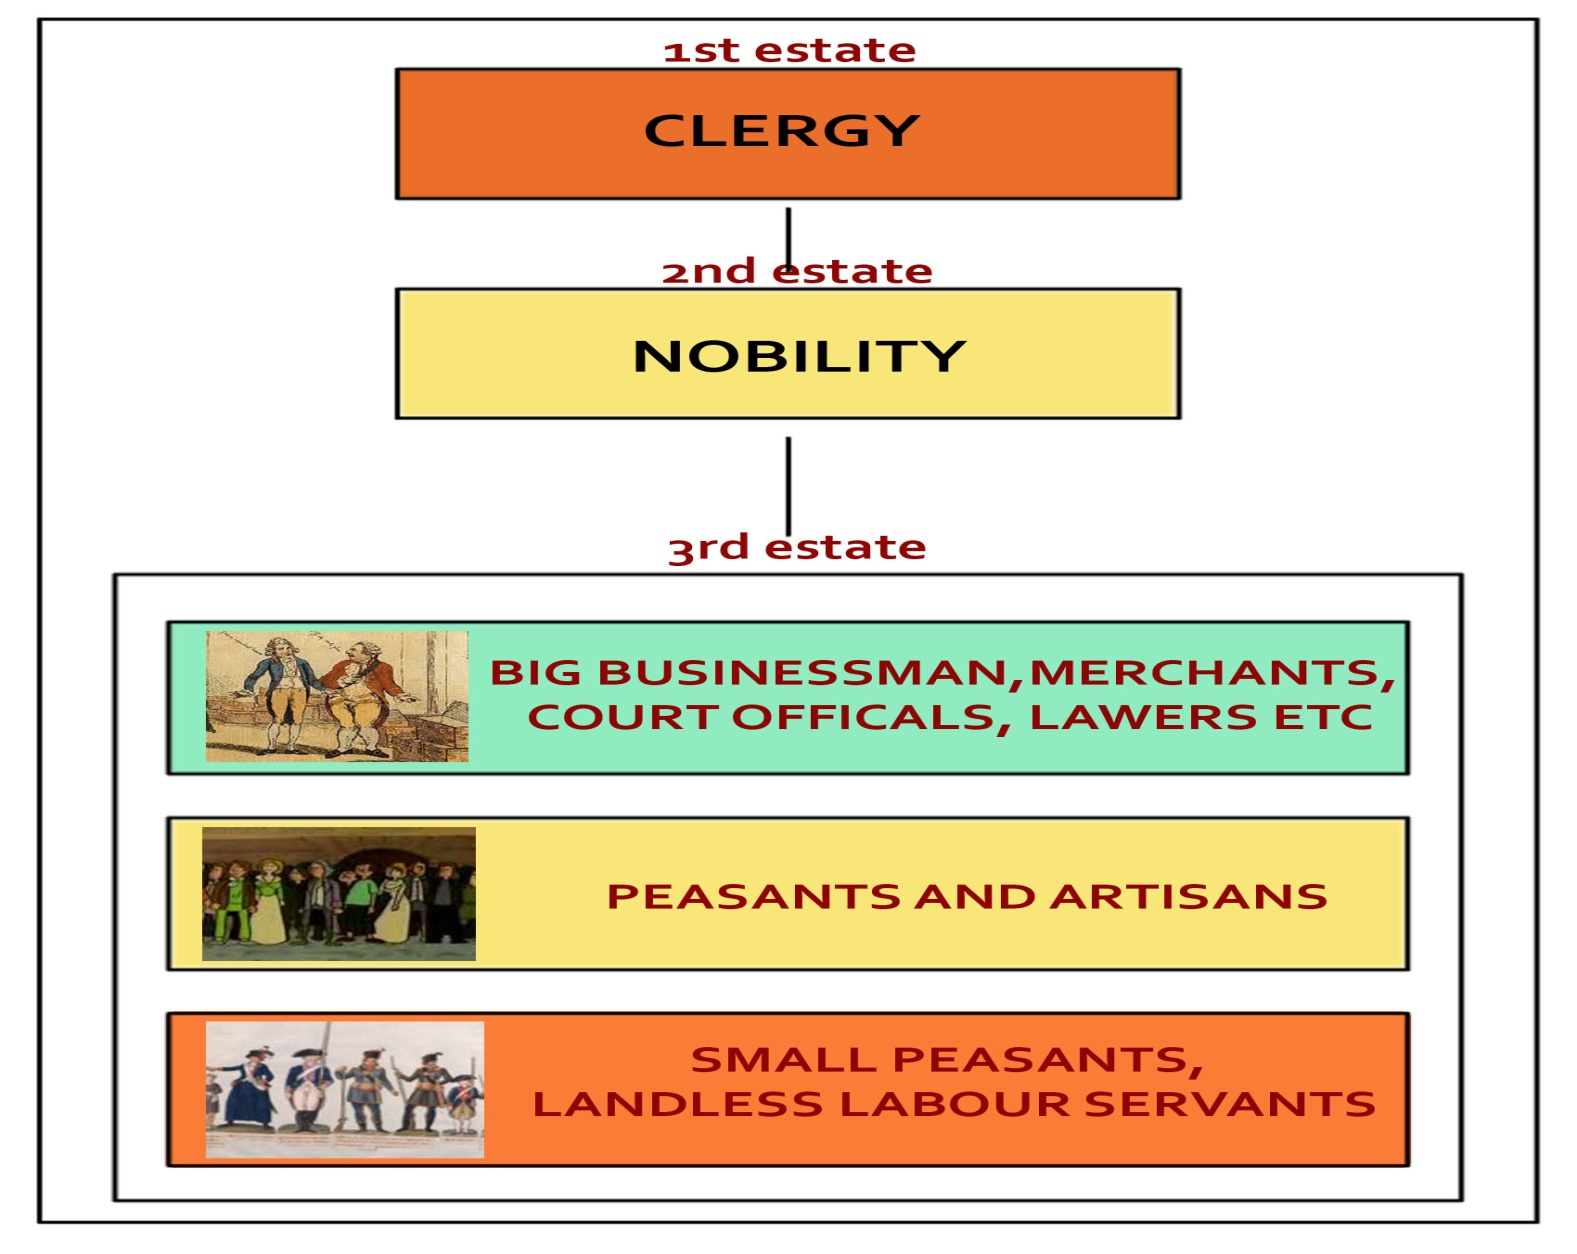 1st estate
CLERGY
2nd estate
NOBILITY
3rd estate
BIG BUSINESSMAN,MERCHANTS,
COURT OFFICALS, LAWERS ETC
PEASANTS AND ARTISANS
SMALL PEASANTS,
LANDLESS LABOUR SERVANTS